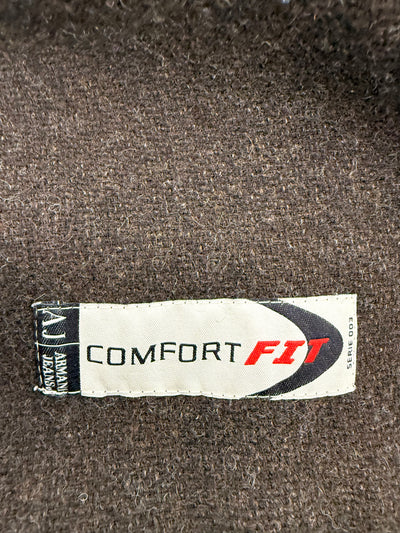 AJ
ARMANI
JEANS
COMFORT FIT
SERIE 003